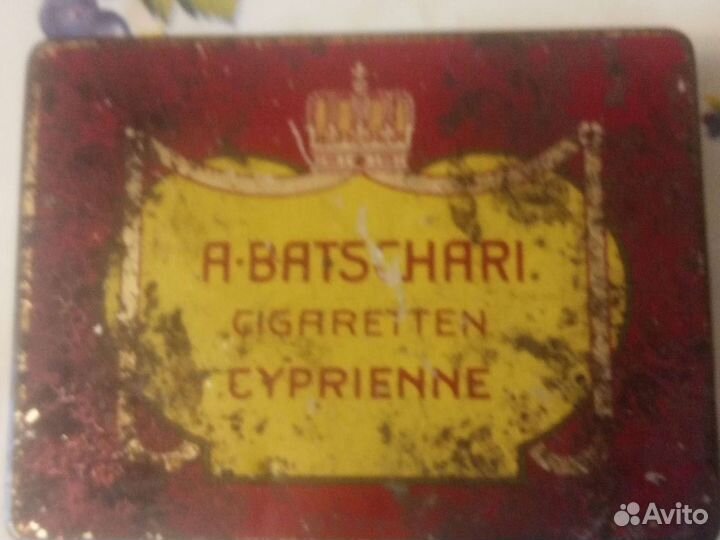 A·BATSCHARI.
CIGARETTEN
CYPRIENNE
Avito